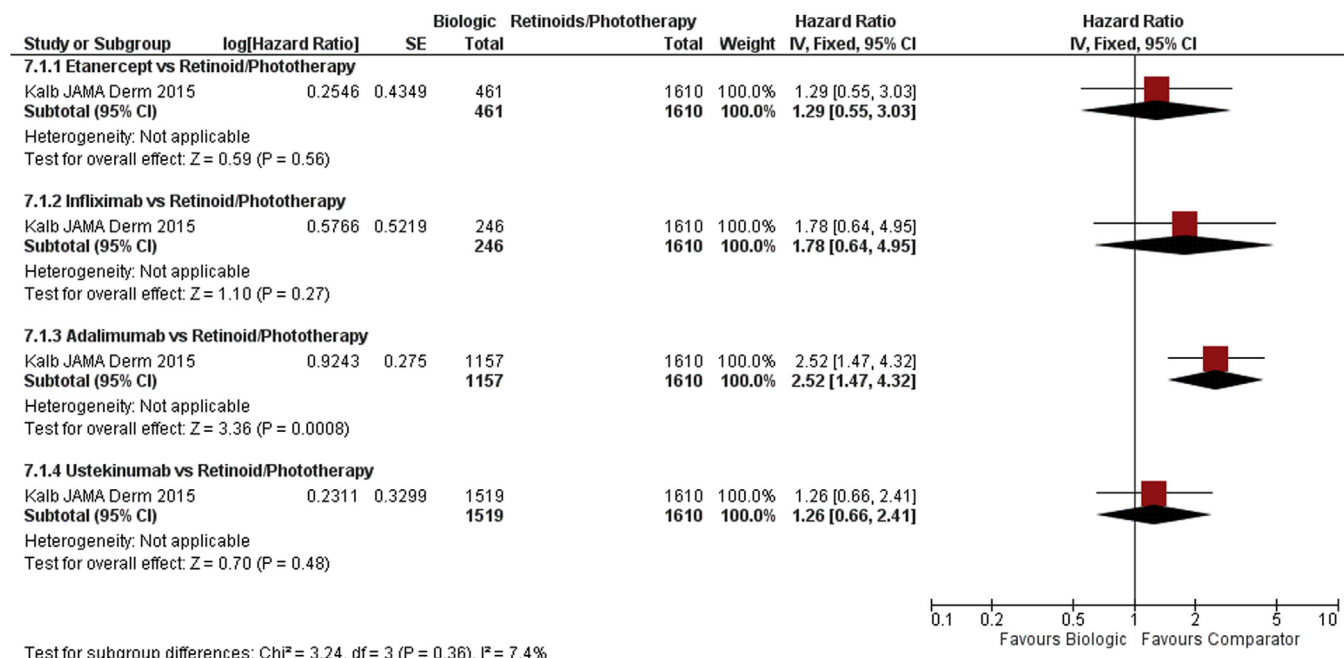 Biologic Retinoids/Phototherapy Hazard Ratio Hazard Ratio
Study or Subgroup log[Hazard Ratio] SE Total Total Weight IV, Fixed, 95% CI IV, Fixed, 95% CI
7.1.1 Etanercept vs Retinoid/Phototherapy
Kalb JAMA Derm 2015 0.2546 0.4349 461 1610 100.0% 1.29 [0.55, 3.03]
Subtotal (95% CI) 461 1610 100.0% 1.29 [0.55, 3.03]
Heterogeneity: Not applicable
Test for overall effect: Z = 0.59 (P = 0.56)
7.1.2 Infliximab vs Retinoid/Phototherapy
Kalb JAMA Derm 2015 0.5766 0.5219 246 1610 100.0% 1.78 [0.64, 4.95]
Subtotal (95% CI) 246 1610 100.0% 1.78 [0.64, 4.95]
Heterogeneity: Not applicable
Test for overall effect: Z = 1.10 (P = 0.27)
7.1.3 Adalimumab vs Retinoid/Phototherapy
Kalb JAMA Derm 2015 0.9243 0.275 1157 1610 100.0% 2.52 [1.47, 4.32]
Subtotal (95% CI) 1157 1610 100.0% 2.52 [1.47, 4.32]
Heterogeneity: Not applicable
Test for overall effect: Z = 3.36 (P = 0.0008)
7.1.4 Ustekinumab vs Retinoid/Phototherapy
Kalb JAMA Derm 2015 0.2311 0.3299 1519 1610 100.0% 1.26 [0.66, 2.41]
Subtotal (95% CI) 1519 1610 100.0% 1.26 [0.66, 2.41]
Heterogeneity: Not applicable
Test for overall effect: Z = 0.70 (P = 0.48)
0.1 0.2 0.5 1 2 5 10
Favours Biologic Favours Comparator
Test for subgroup differences: Chi² = 3.24, df = 3 (P = 0.36), I² = 7.4%